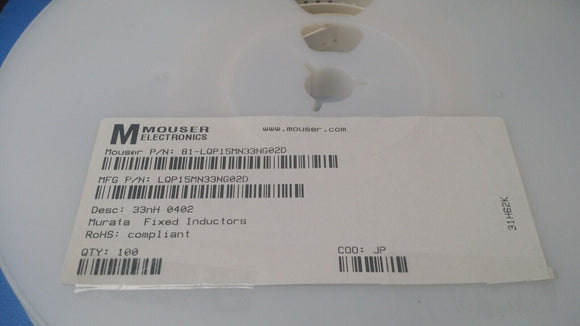 MOUSER
ELECTRONICS
www.mouser.com
Mouser P/N: 81-LQP15MN33NG02D
MFG P/N: LQP15MN33NG02D
Desc: 33nH 0402
Murata Fixed Inductors
RoHS: compliant
QTY: 100
COO: JP
31H62K